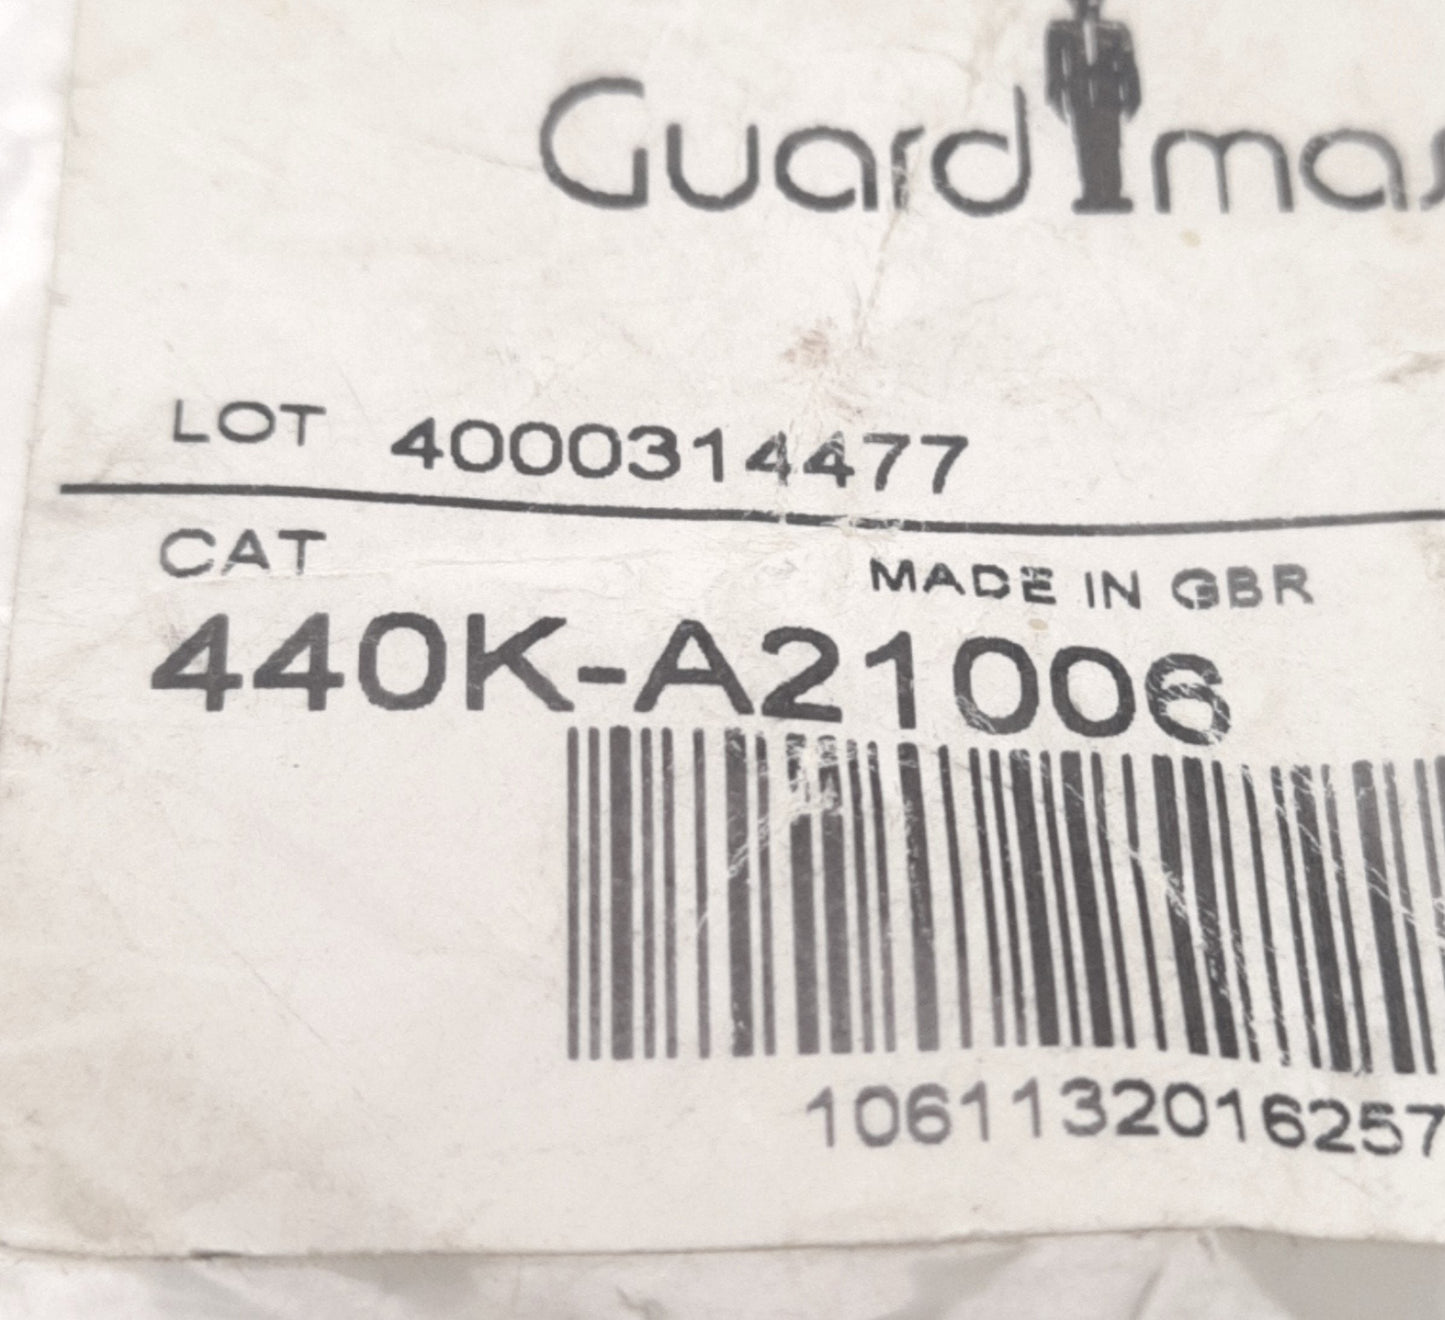 Guardmas
LOT 4000314477
CAT
MADE IN GBR
440K-A21006
1061132016257